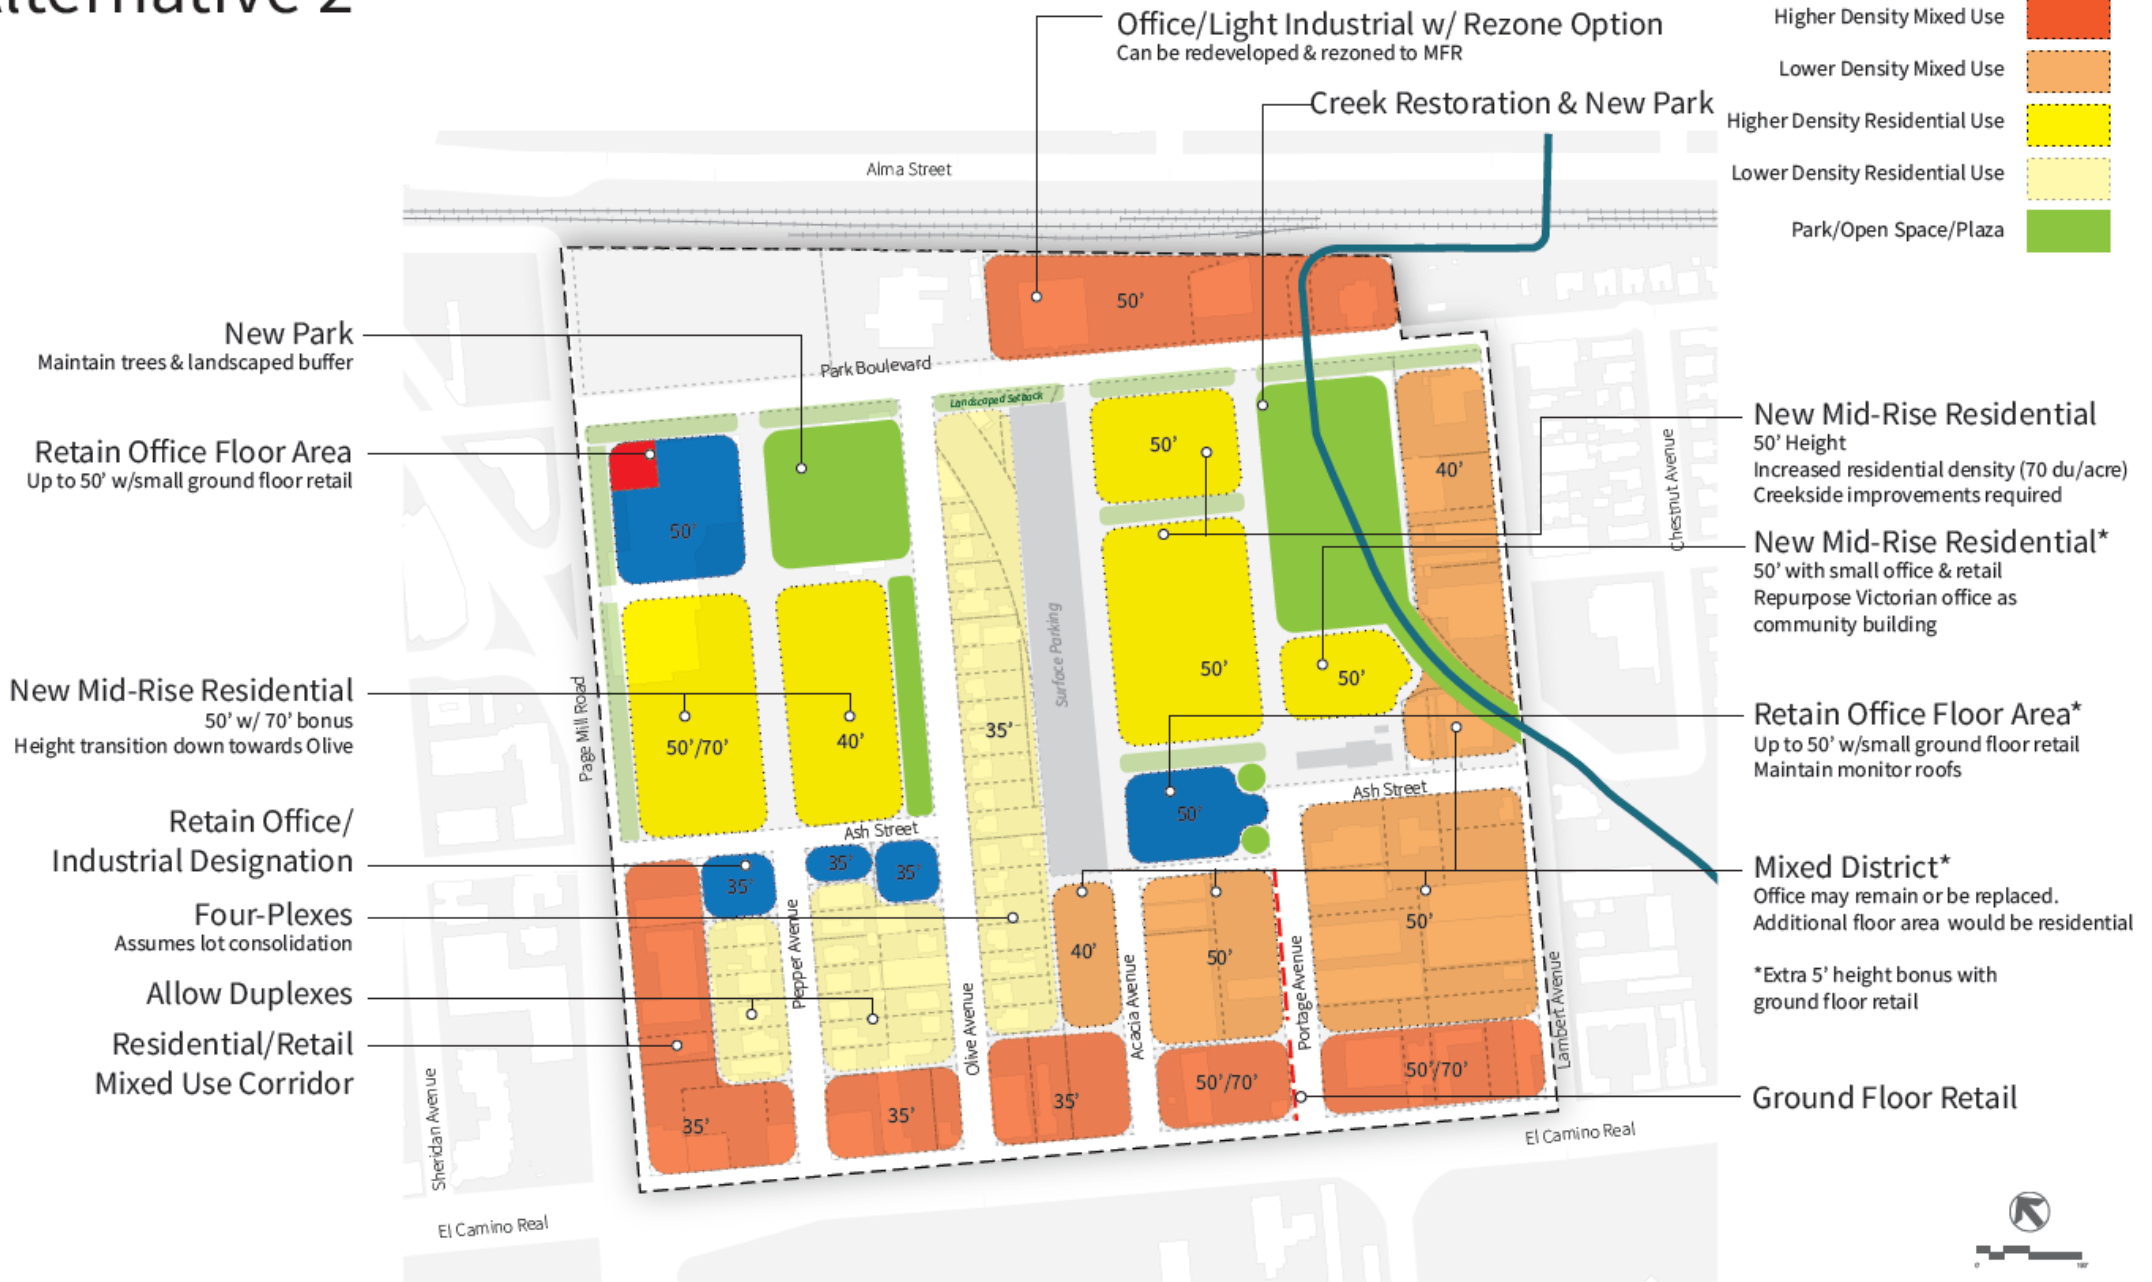 Alternative 2
Office/Light Industrial w/ Rezone Option
Can be redeveloped & rezoned to MFR
Creek Restoration & New Park
Higher Density Mixed Use
Lower Density Mixed Use
Higher Density Residential Use
Lower Density Residential Use
Park/Open Space/Plaza
New Park
Maintain trees & landscaped buffer
Retain Office Floor Area
Up to 50’ w/small ground floor retail
New Mid-Rise Residential
50’ w/ 70’ bonus
Height transition down towards Olive
Retain Office/
Industrial Designation
Four-Plexes
Assumes lot consolidation
Allow Duplexes
Residential/Retail
Mixed Use Corridor
Alma Street
50’
Park Boulevard
Landscaped Setback
50’
50’
40’
50’
50’
50’/70’
40’
35’
Surface Parking
50’
Page Mill Road
Ash Street
Ash Street
35’
35’
35’
40’
50’
50’
Pepper Avenue
Olive Avenue
Acacia Avenue
Portage Avenue
Lambert Avenue
Chestnut Avenue
Sheridan Avenue
35’
35’
35’
50’/70’
50’/70’
El Camino Real
El Camino Real
New Mid-Rise Residential
50’ Height
Increased residential density (70 du/acre)
Creekside improvements required
New Mid-Rise Residential*
50’ with small office & retail
Repurpose Victorian office as
community building
Retain Office Floor Area*
Up to 50’ w/small ground floor retail
Maintain monitor roofs
Mixed District*
Office may remain or be replaced.
Additional floor area would be residential
*Extra 5’ height bonus with
ground floor retail
Ground Floor Retail